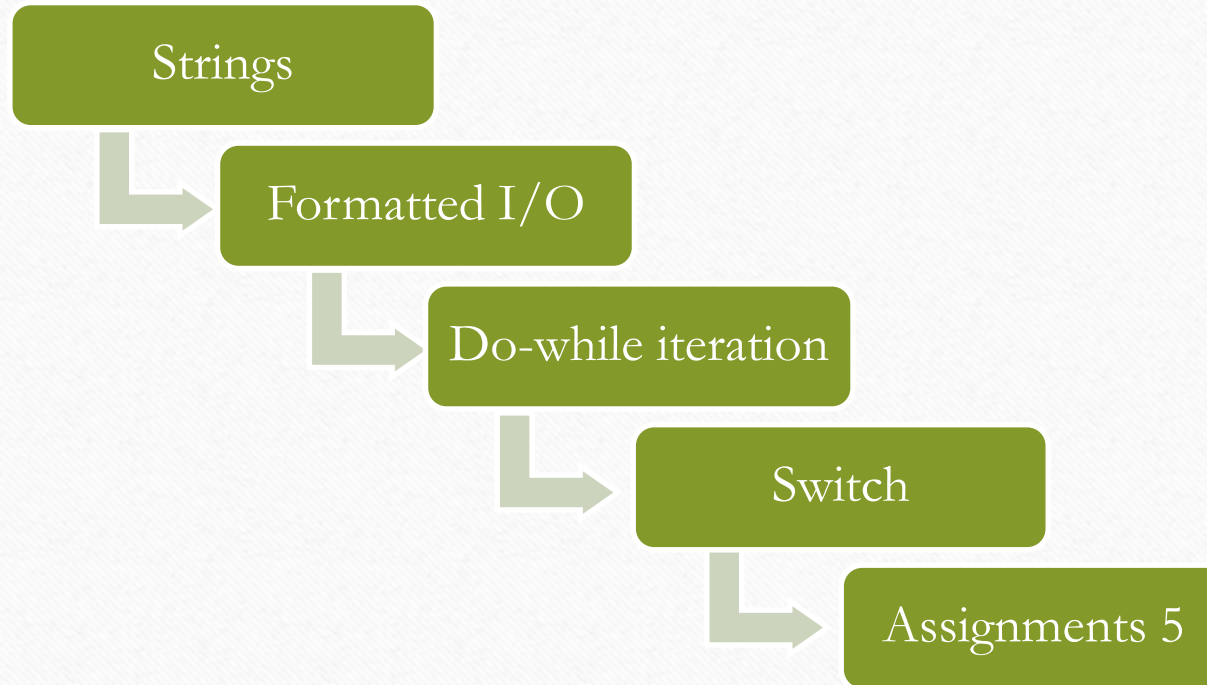 Strings
Formatted I/O
Do-while iteration
Switch
Assignments 5